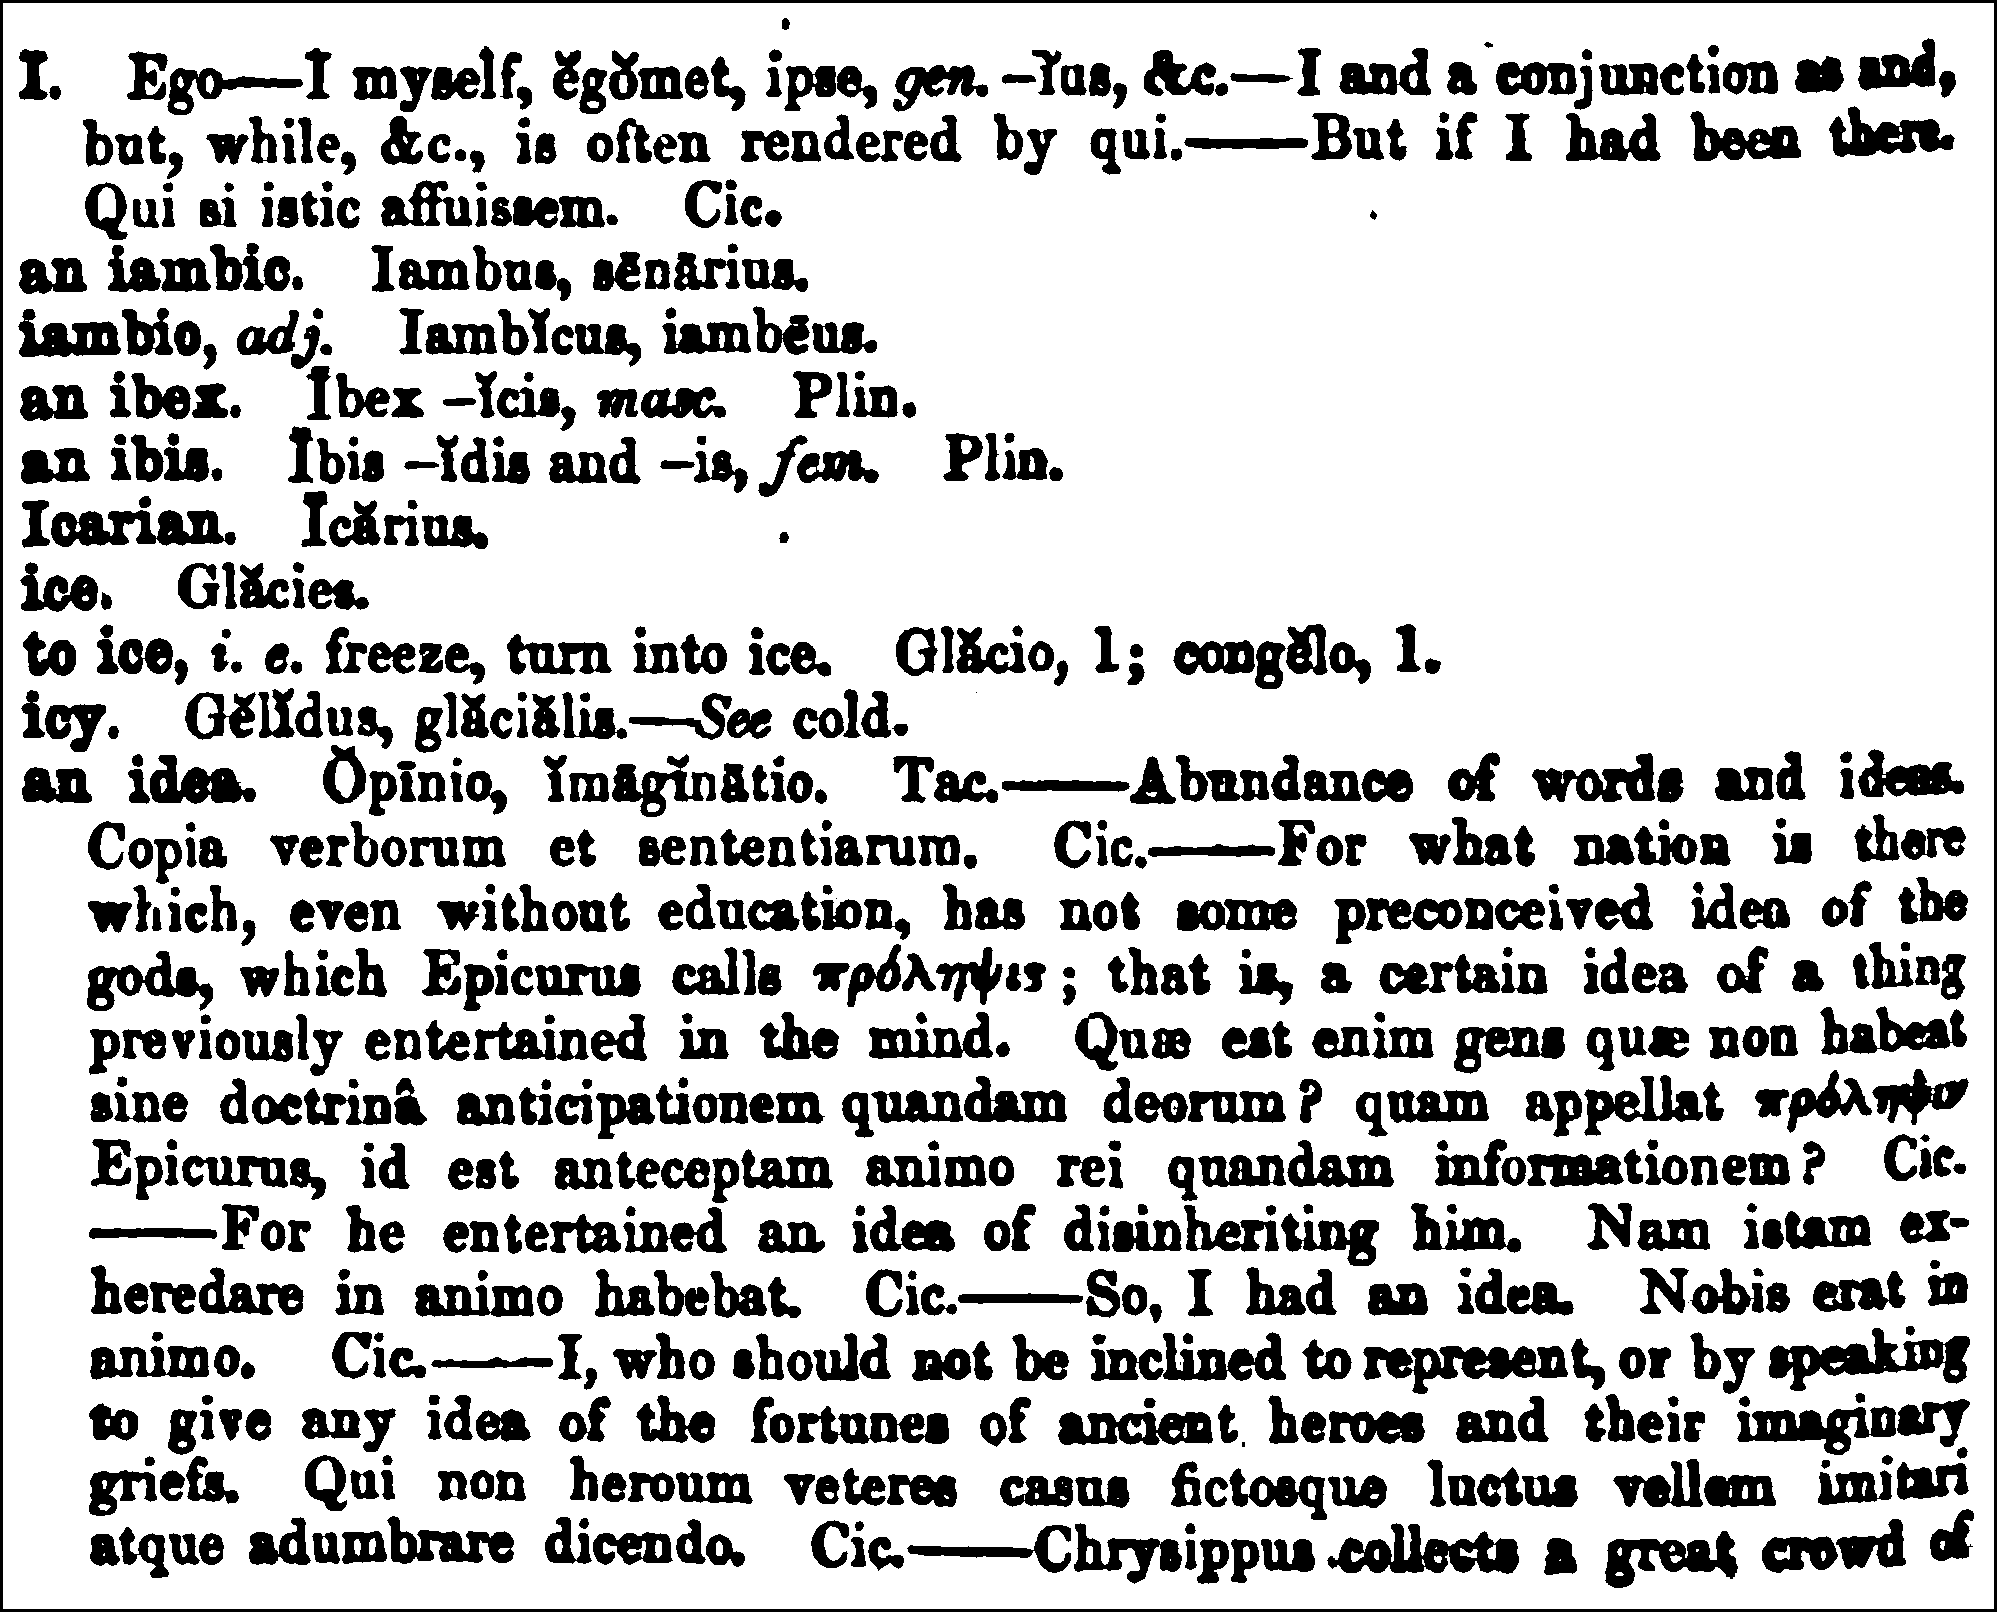 I. Ego—I myself, ĕgŏmet, ipse, gen. –ĭus, &c.—I and a conjunction as and,
but, while, &c., is often rendered by qui.——But if I had been there.
Qui si istic affuissem. Cic.
an iambic. Iambus, sēnārius.
iambic, adj. Iambĭcus, iambēus.
an ibex. Ībex –ĭcis, masc. Plin.
an ibis. Ībis –ĭdis and –is, fem. Plin.
Icarian. Īcărius.
ice. Glăcies.
to ice, i. e. freeze, turn into ice. Glăcio, 1; congĕlo, 1.
icy. Gĕlĭdus, glăciălis.—See cold.
an idea. Ŏpīnio, ĭmāgĭnātio. Tac.——Abundance of words and ideas.
Copia verborum et sententiarum. Cic.——For what nation is there
which, even without education, has not some preconceived idea of the
gods, which Epicurus calls πρόληψις; that is, a certain idea of a thing
previously entertained in the mind. Quæ est enim gens quæ non habeat
sine doctrinâ anticipationem quandam deorum? quam appellat πρόληψιν
Epicurus, id est anteceptam animo rei quandam informationem? Cic.
——For he entertained an idea of disinheriting him. Nam istam ex-
heredare in animo habebat. Cic.——So, I had an idea. Nobis erat in
animo. Cic.——I, who should not be inclined to represent, or by speaking
to give any idea of the fortunes of ancient heroes and their imaginary
griefs. Qui non heroum veteres casus fictosque luctus vellem imitari
atque adumbrare dicendo. Cic.——Chrysippus collects a great crowd of